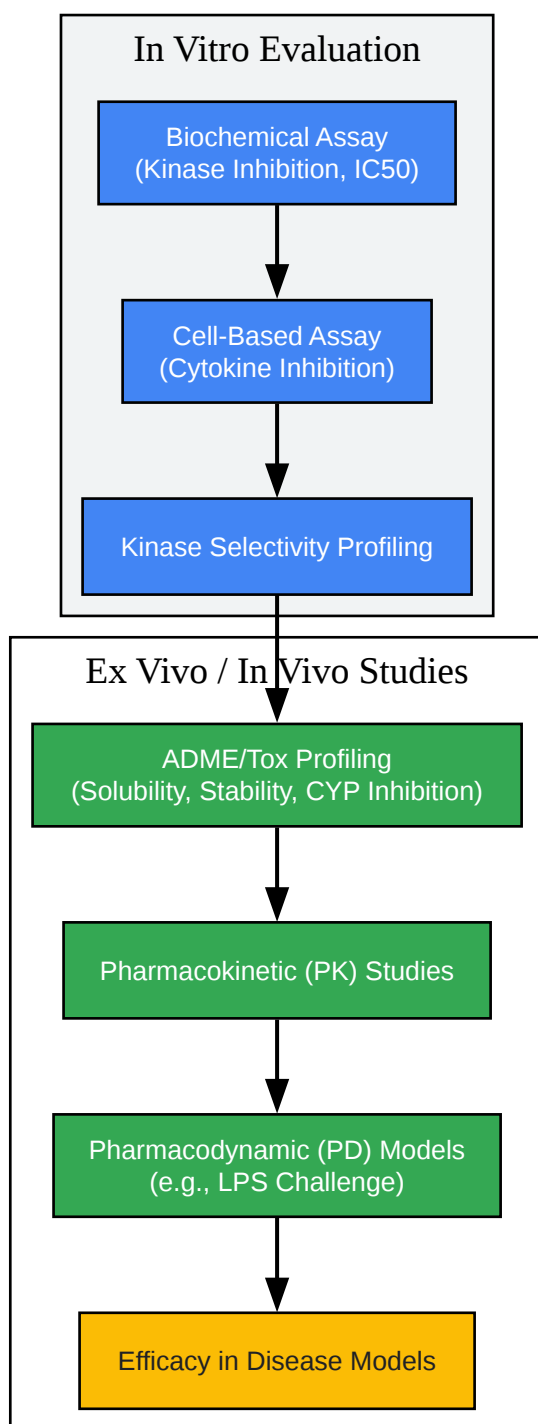 In Vitro Evaluation
Biochemical Assay
(Kinase Inhibition, IC50)
Cell-Based Assay
(Cytokine Inhibition)
Kinase Selectivity Profiling
Ex Vivo / In Vivo Studies
ADME/Tox Profiling
(Solubility, Stability, CYP Inhibition)
Pharmacokinetic (PK) Studies
Pharmacodynamic (PD) Models
(e.g., LPS Challenge)
Efficacy in Disease Models